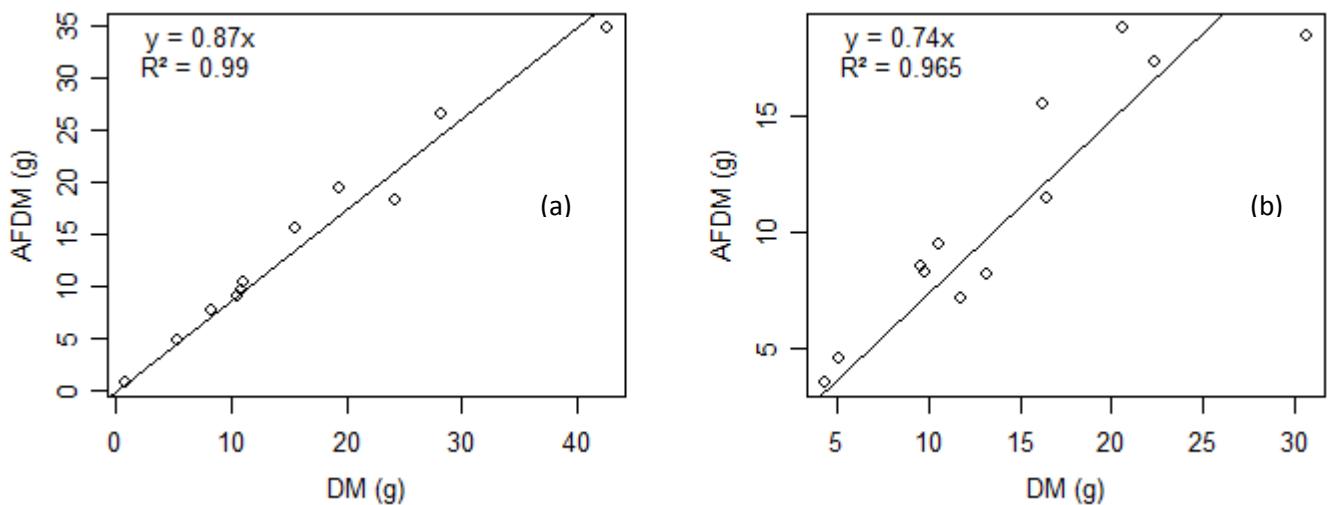 y = 0.87x
R² = 0.99
35
30
25
20
15
10
5
0
AFDM (g)
(a)
0 10 20 30 40
DM (g)
y = 0.74x
R² = 0.965
15
10
5
AFDM (g)
(b)
5 10 15 20 25 30
DM (g)